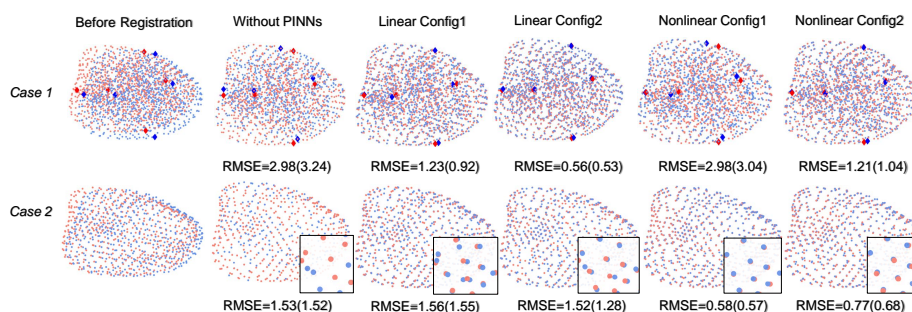 Before Registration Without PINNs Linear Config1 Linear Config2 Nonlinear Config1 Nonlinear Config2
Case 1
RMSE=2.98(3.24) RMSE=1.23(0.92) RMSE=0.56(0.53) RMSE=2.98(3.04) RMSE=1.21(1.04)
Case 2
RMSE=1.53(1.52) RMSE=1.56(1.55) RMSE=1.52(1.28) RMSE=0.58(0.57) RMSE=0.77(0.68)